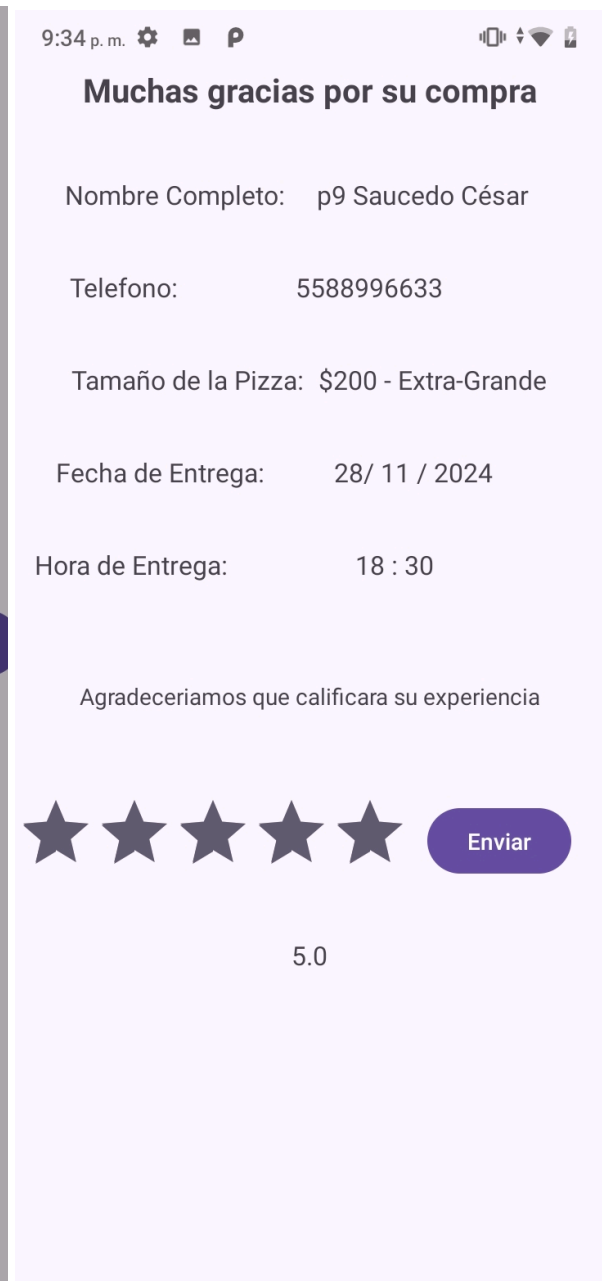 9:34 p. m.
Muchas gracias por su compra
Nombre Completo: p9 Saucedo César
Telefono: 5588996633
Tamaño de la Pizza: $200 - Extra-Grande
Fecha de Entrega: 28/ 11 / 2024
Hora de Entrega: 18 : 30
Agradeceriamos que calificara su experiencia
Enviar
5.0